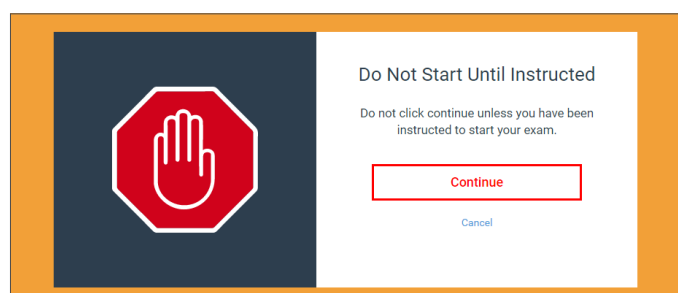 Do Not Start Until Instructed
Do not click continue unless you have been
instructed to start your exam.
Continue
Cancel